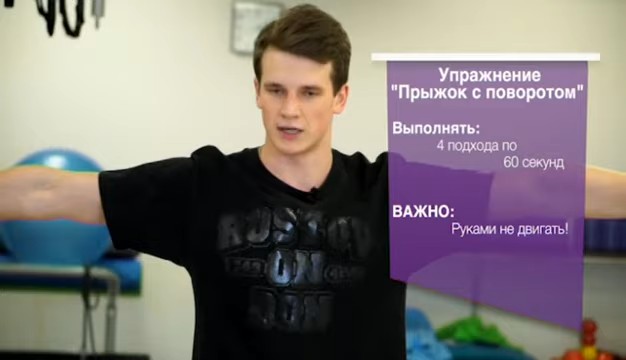 Упражнение
"Прыжок с поворотом"
Выполнять:
4 подхода по
60 секунд
ВАЖНО:
Руками не двигать!
ROSTOV
ON
DON